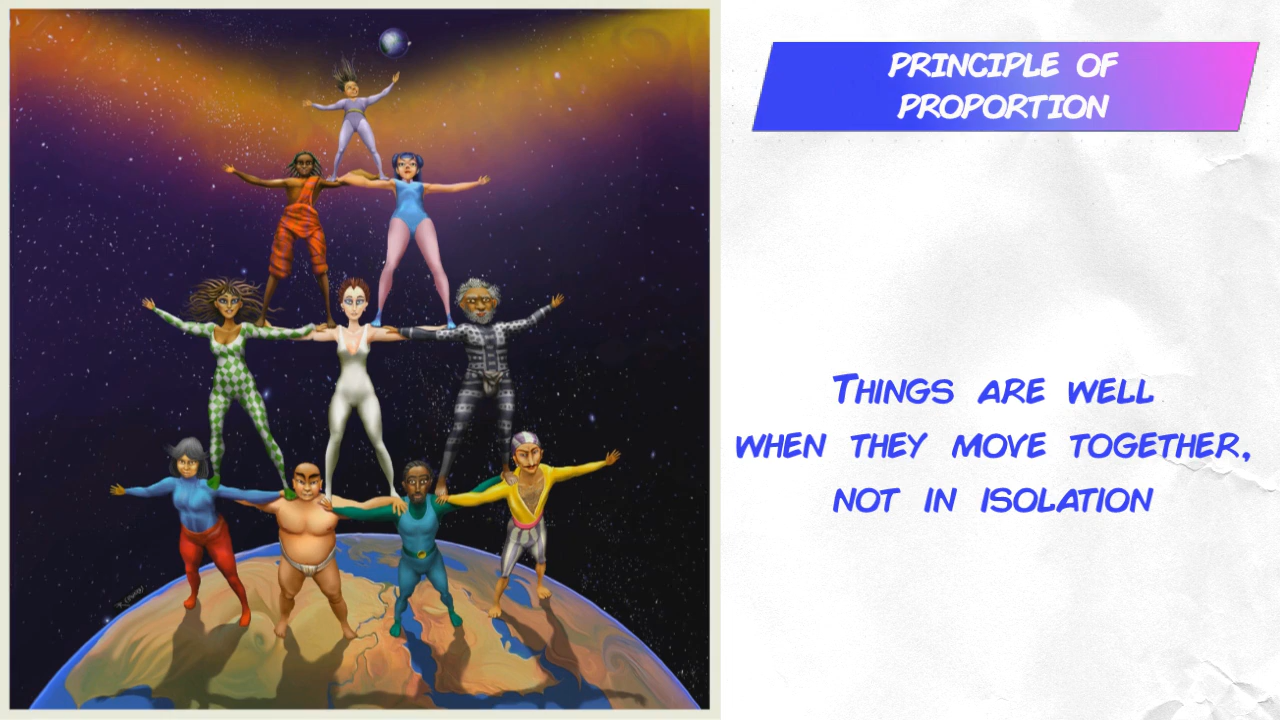 PRINCIPLE OF
PROPORTION
THINGS ARE WELL
WHEN THEY MOVE TOGETHER,
NOT IN ISOLATION